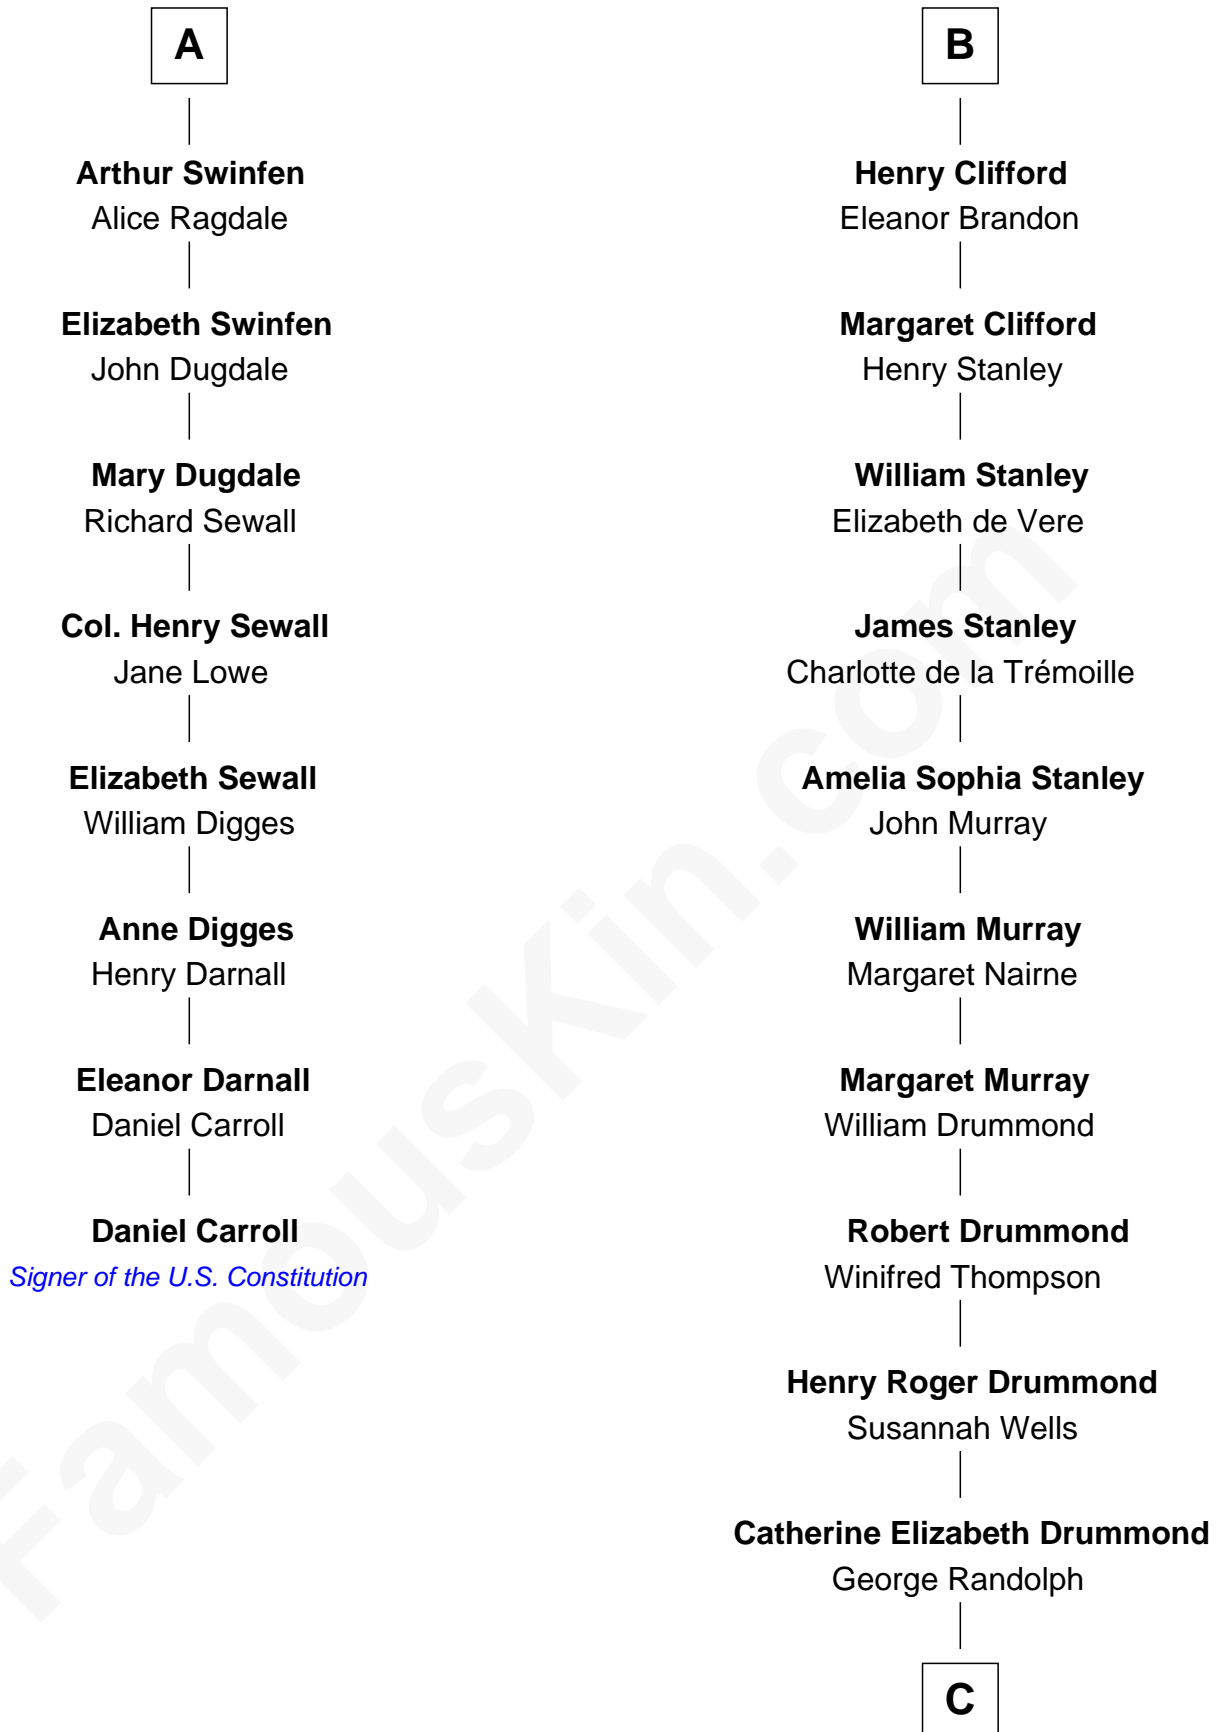 A
Arthur Swinfen
Alice Ragdale
Elizabeth Swinfen
John Dugdale
Mary Dugdale
Richard Sewall
Col. Henry Sewall
Jane Lowe
Elizabeth Sewall
William Digges
Anne Digges
Henry Darnall
Eleanor Darnall
Daniel Carroll
Daniel Carroll
Signer of the U.S. Constitution
B
Henry Clifford
Eleanor Brandon
Margaret Clifford
Henry Stanley
William Stanley
Elizabeth de Vere
James Stanley
Charlotte de la Trémoille
Amelia Sophia Stanley
John Murray
William Murray
Margaret Nairne
Margaret Murray
William Drummond
Robert Drummond
Winifred Thompson
Henry Roger Drummond
Susannah Wells
Catherine Elizabeth Drummond
George Randolph
C
FamousKin.com